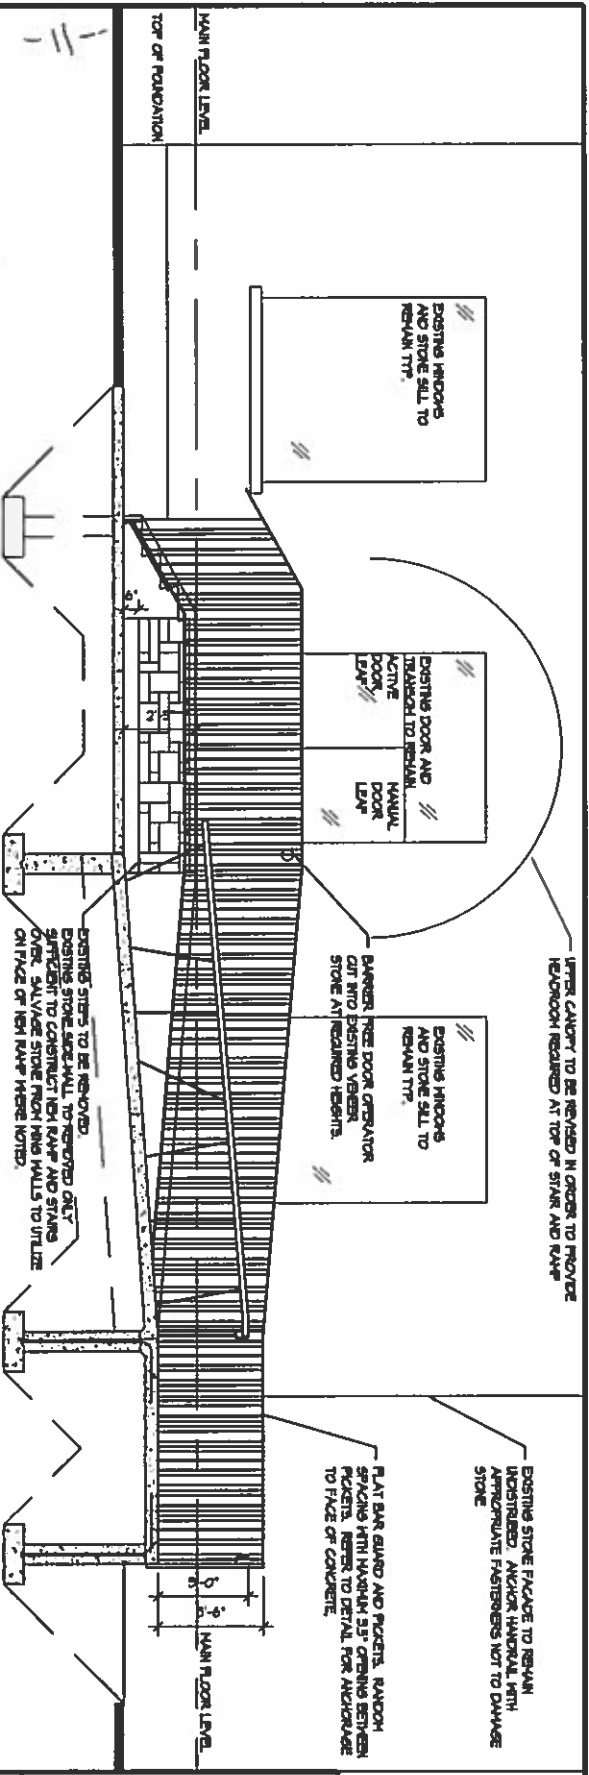 UPPER CANOPY TO BE REVISED IN ORDER TO PROVIDE
HEADROOM REQUIRED AT TOP OF STAIR AND RAMP
EXISTING STONE FACADE TO REMAIN
UNDISTURBED. ANCHOR HANDRAIL WITH
APPROPRIATE FASTENERS NOT TO DAMAGE
STONE
EXISTING WINDOWS
AND STONE SILL TO
REMAIN TYP.
EXISTING DOOR AND
TRANSOM TO REMAIN
ACTIVE
DOOR
LEAF
MANUAL
DOOR
LEAF
EXISTING WINDOWS
AND STONE SILL TO
REMAIN TYP.
BARRIER FREE DOOR OPERATOR
CUT INTO EXISTING VENEER
STONE AT REQUIRED HEIGHTS.
FLAT BAR GUARD AND PICKETS. RANDOM
SPACING WITH MAXIMUM 3.5" OPENING BETWEEN
PICKETS. REFER TO DETAIL FOR ANCHORAGE
TO FACE OF CONCRETE.
MAIN FLOOR LEVEL
TOP OF FOUNDATION
MAIN FLOOR LEVEL
6"
3'-0"
3'-6"
EXISTING STEPS TO BE REMOVED.
EXISTING STONE SIDE WALL TO REMOVED ONLY
SUFFICIENT TO CONSTRUCT NEW RAMP AND STAIRS
OVER. SALVAGE STONE FROM WING WALLS TO UTILIZE
ON FACE OF NEW RAMP WHERE NOTED.